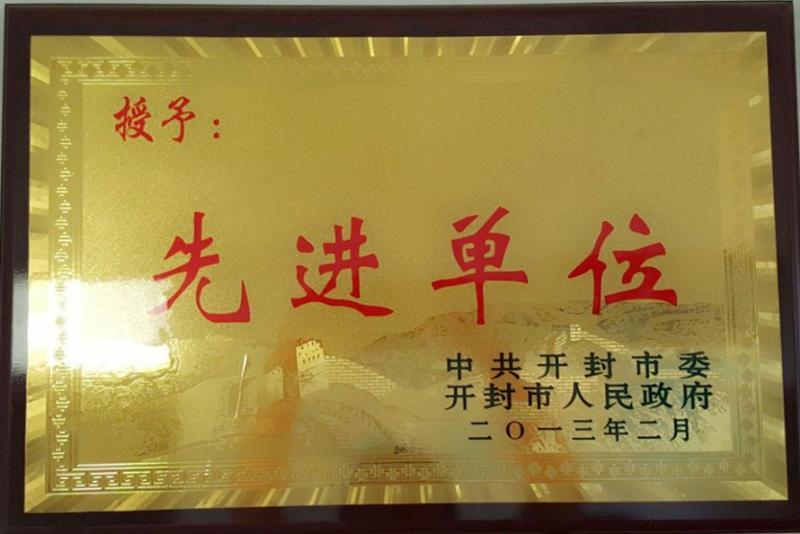 授予：
先进单位
中共开封市委
开封市人民政府
二〇一三年二月